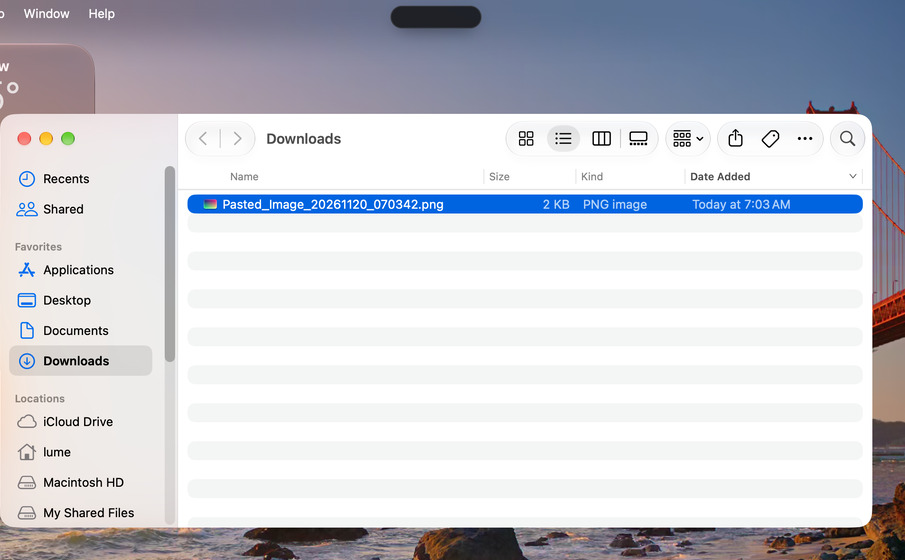 Window Help
Downloads
Name Size Kind Date Added
Pasted_Image_20261120_070342.png 2 KB PNG image Today at 7:03 AM
Recents
Shared
Favorites
Applications
Desktop
Documents
Downloads
Locations
iCloud Drive
lume
Macintosh HD
My Shared Files